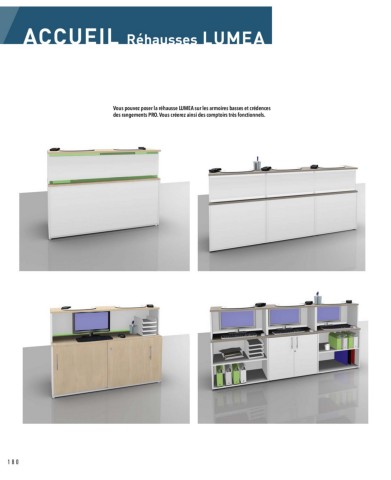 ACCUEIL Réhausses LUMEA
Vous pouvez poser la réhausse LUMEA sur les armoires basses et crédences
des rangements PRO. Vous créerez ainsi des comptoirs très fonctionnels.
180